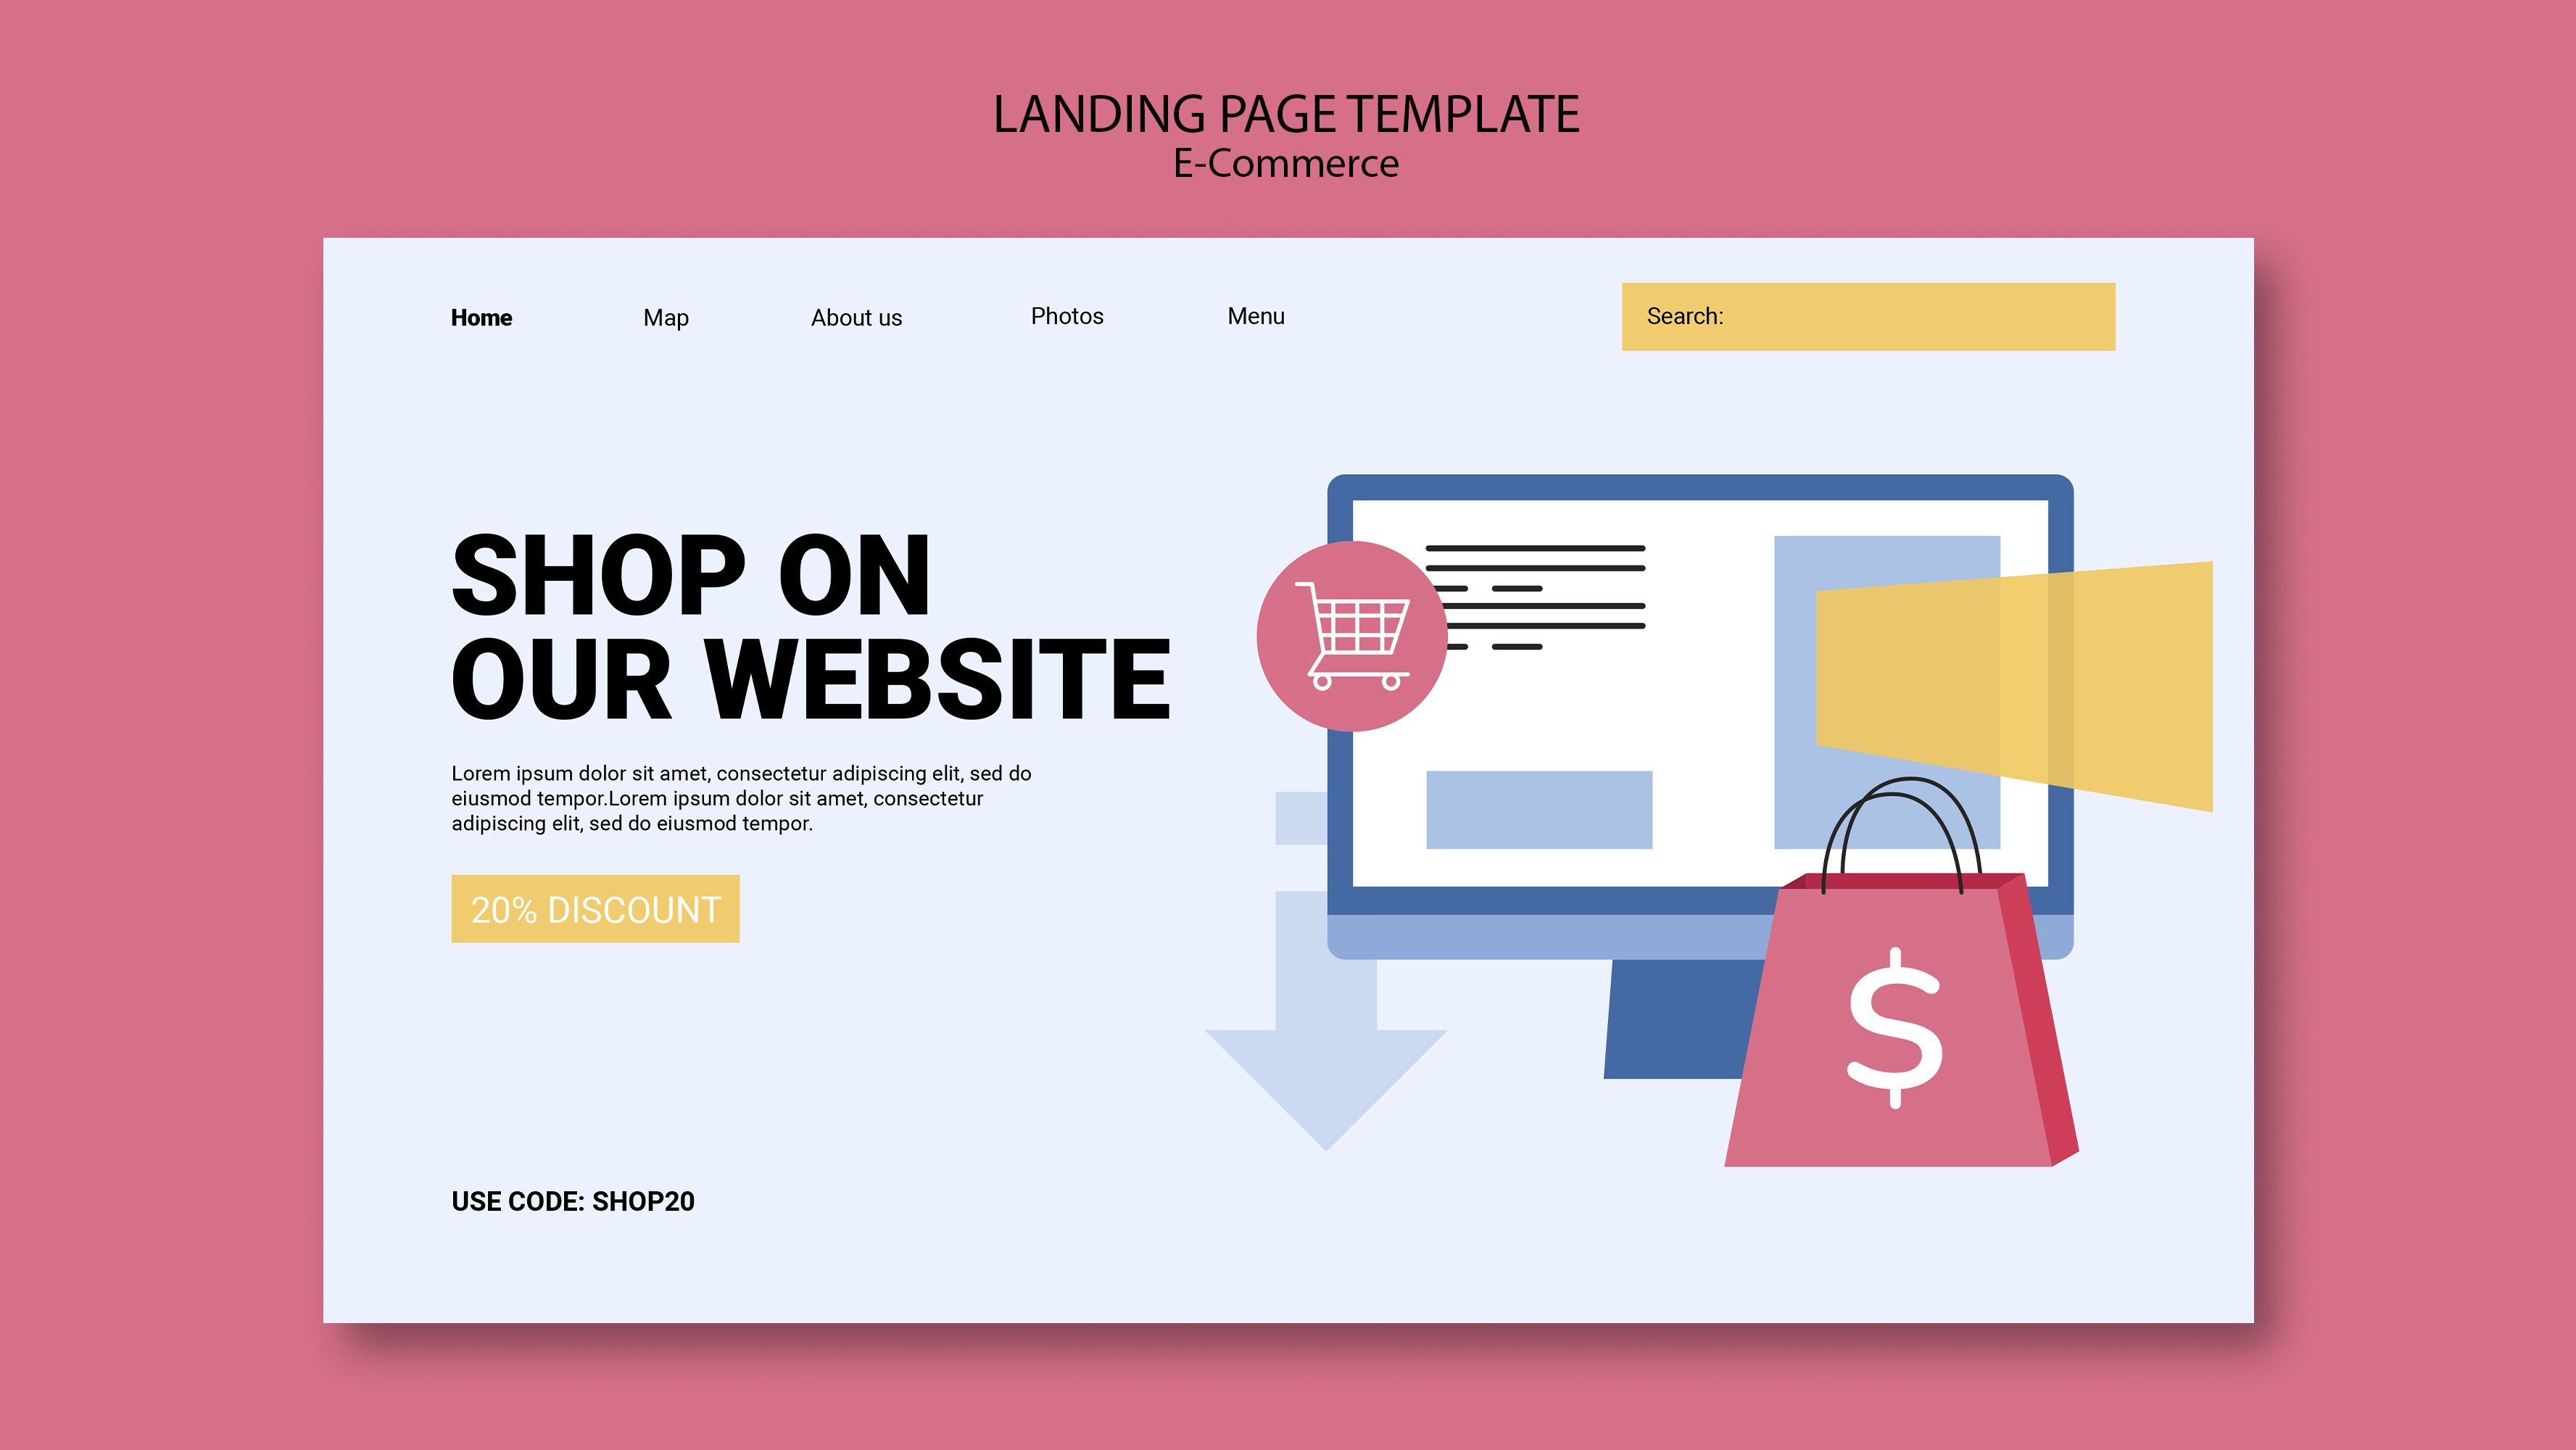 LANDING PAGE TEMPLATE
E-Commerce
Home Map About us Photos Menu Search:
SHOP ON
OUR WEBSITE
Lorem ipsum dolor sit amet, consectetur adipiscing elit, sed do
eiusmod tempor.Lorem ipsum dolor sit amet, consectetur
adipiscing elit, sed do eiusmod tempor.
20% DISCOUNT
$
USE CODE: SHOP20